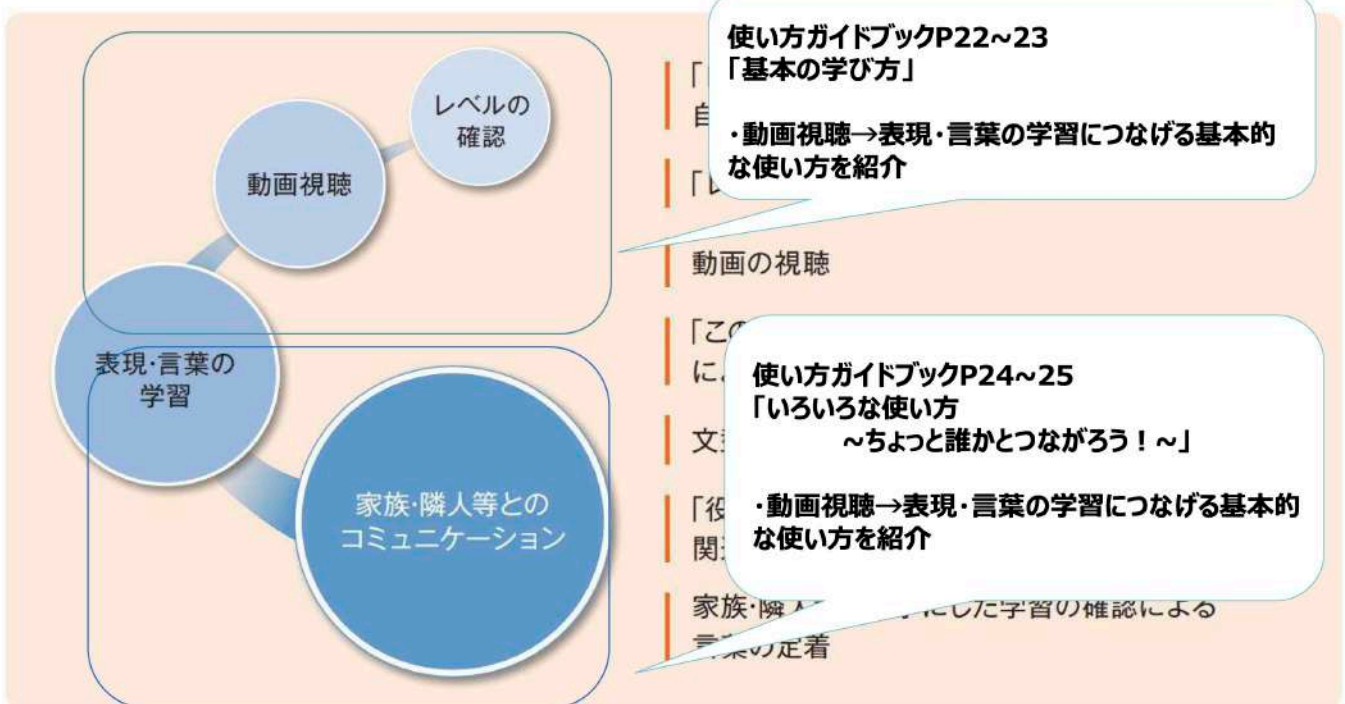 レベルの
確認
動画視聴
表現・言葉の
学習
家族・隣人等との
コミュニケーション
使い方ガイドブックP22~23
「基本の学び方」
・動画視聴→表現・言葉の学習につなげる基本的
な使い方を紹介
動画の視聴
「この
に
使い方ガイドブックP24~25
「いろいろな使い方
~ちょっと誰かとつながろう！~」
・動画視聴→表現・言葉の学習につなげる基本的
な使い方を紹介
文
「役
関
家族・隣人 にした学習の確認による
言葉の定着